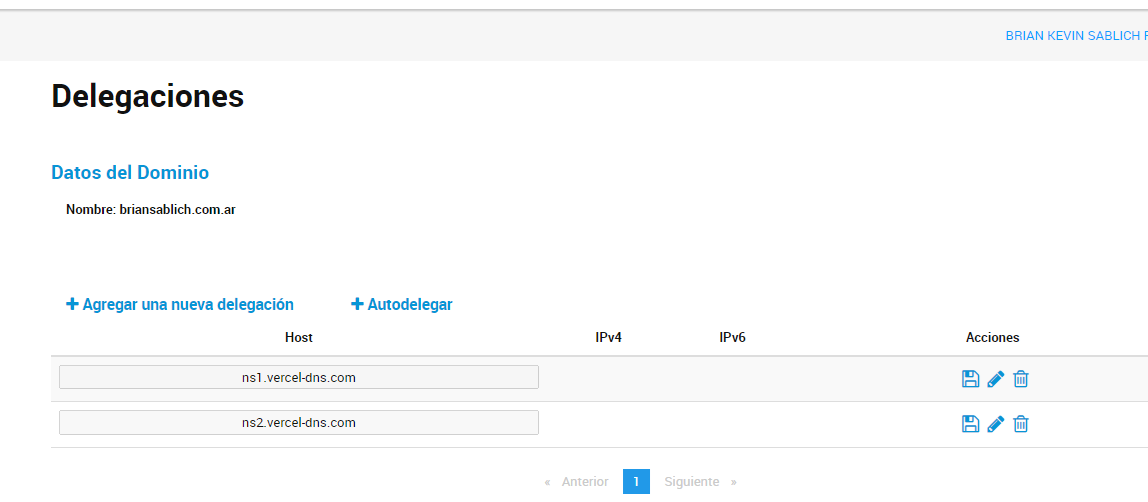 BRIAN KEVIN SABLICH
Delegaciones
Datos del Dominio
Nombre: briansablich.com.ar
Agregar una nueva delegación Autodelegar
Host IPv4 IPv6 Acciones
ns1.vercel-dns.com
ns2.vercel-dns.com
« Anterior 1 Siguiente »